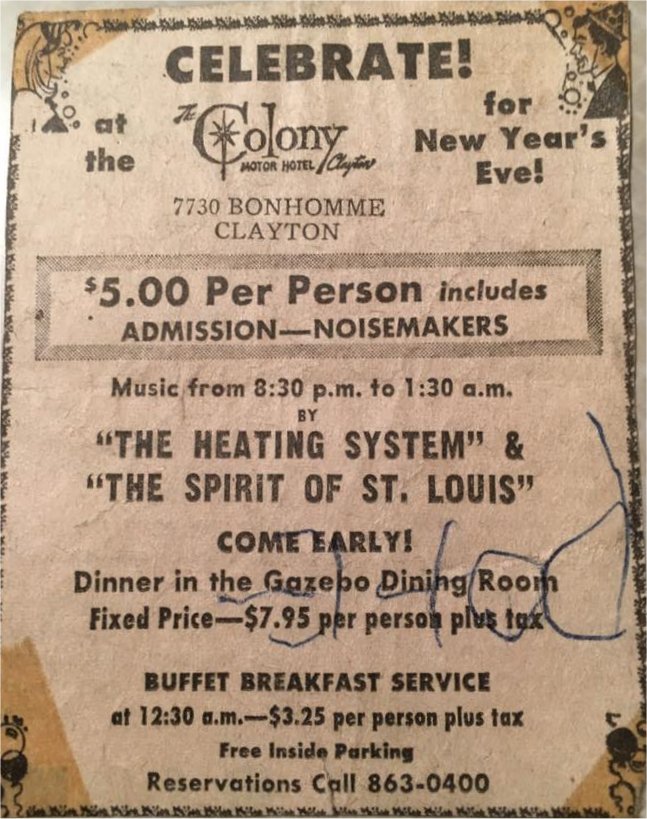 CELEBRATE!
at the
The Colony
MOTOR HOTEL Clayton
for
New Year's
Eve!
7730 BONHOMME
CLAYTON
$5.00 Per Person includes
ADMISSION—NOISEMAKERS
Music from 8:30 p.m. to 1:30 a.m.
BY
"THE HEATING SYSTEM" &
"THE SPIRIT OF ST. LOUIS"
COME EARLY!
Dinner in the Gazebo Dining Room
Fixed Price—$7.95 per person plus tax
BUFFET BREAKFAST SERVICE
at 12:30 a.m.—$3.25 per person plus tax
Free Inside Parking
Reservations Call 863-0400